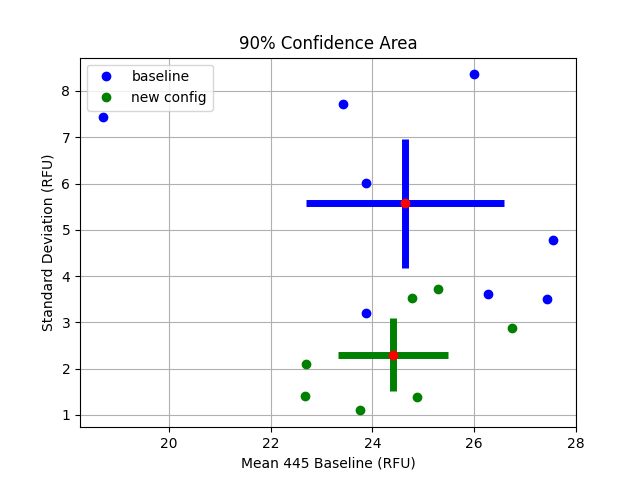 90% Confidence Area
baseline
new config
8
7
6
5
4
3
2
1
Standard Deviation (RFU)
20 22 24 26 28
Mean 445 Baseline (RFU)